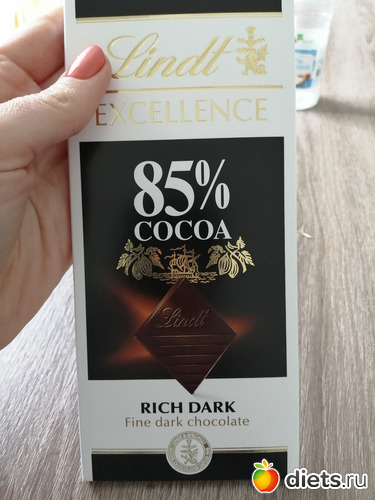 Lindt
EXCELLENCE
85%
COCOA
Lindt
RICH DARK
Fine dark chocolate
diets.ru